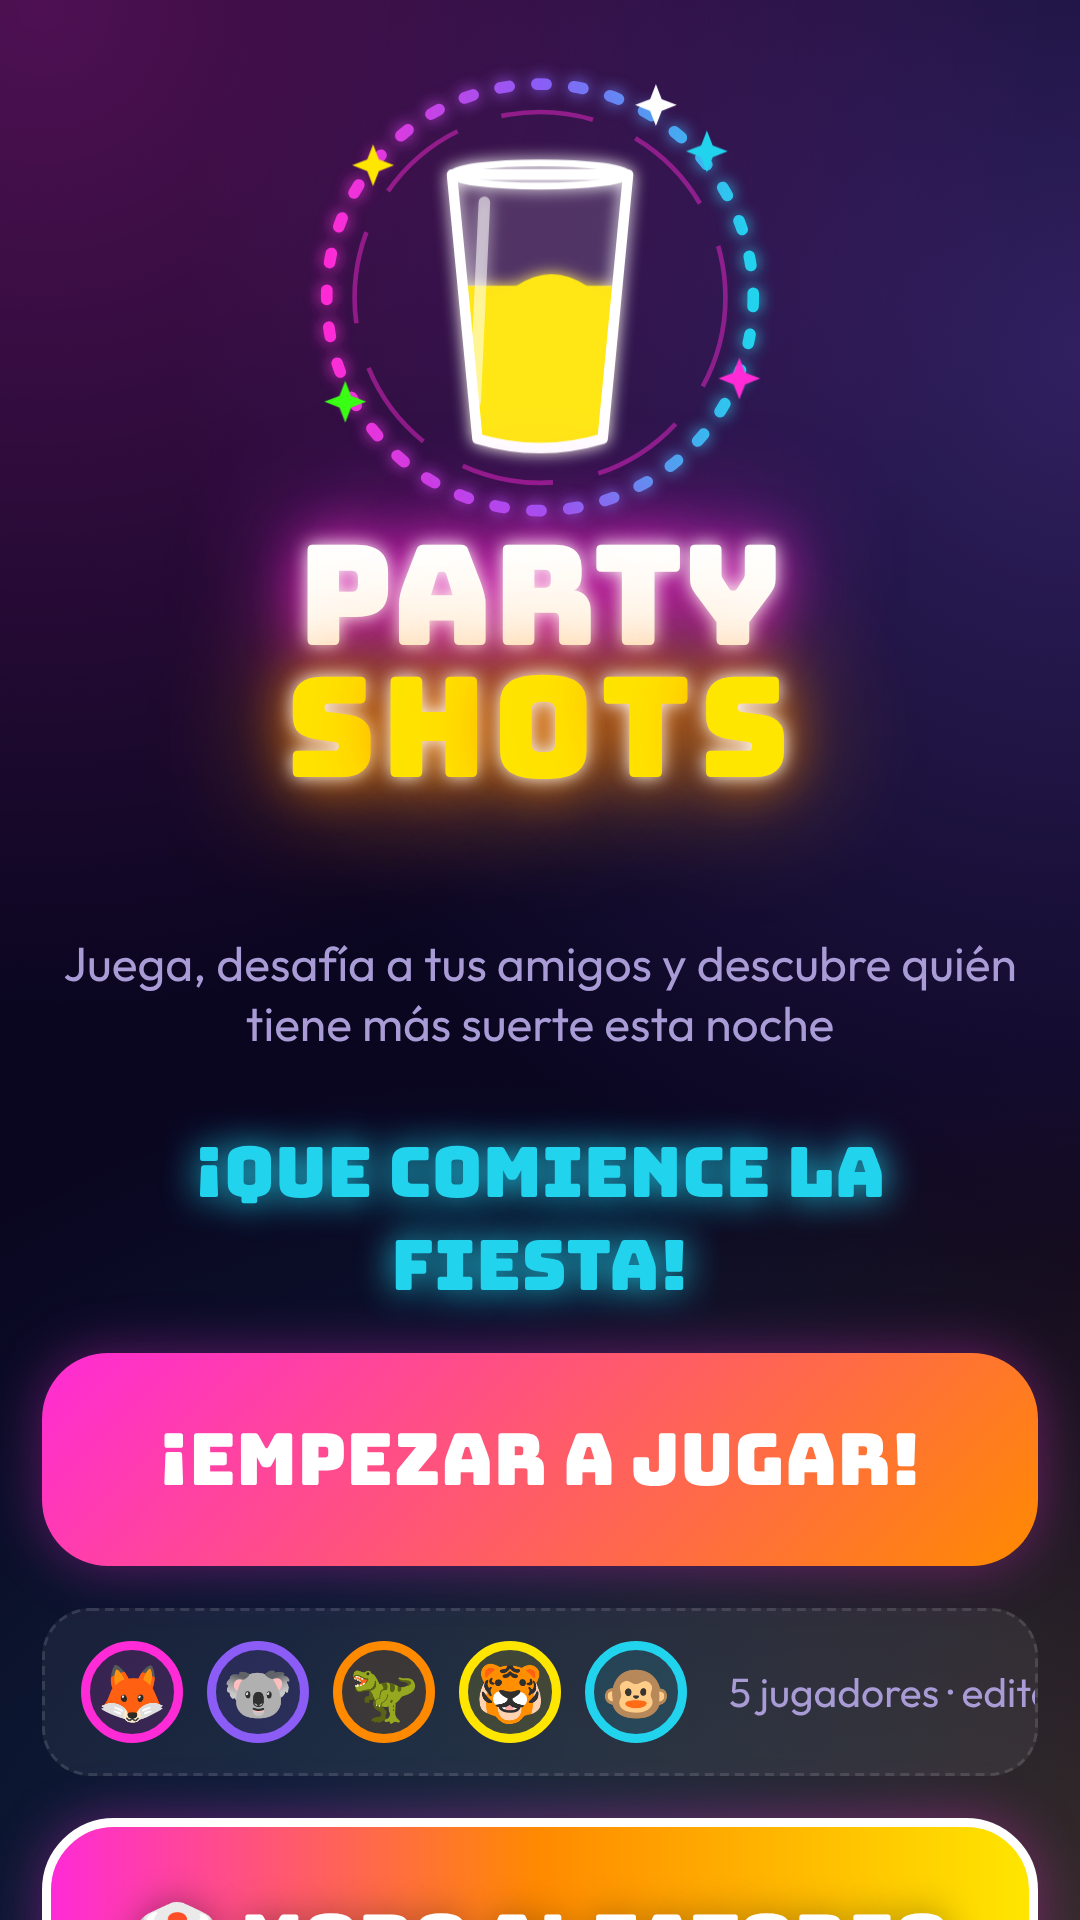 PARTY
SHOTS
Juega, desafía a tus amigos y descubre quién
tiene más suerte esta noche
¡QUE COMIENCE LA
FIESTA!
¡EMPEZAR A JUGAR!
5 jugadores ·